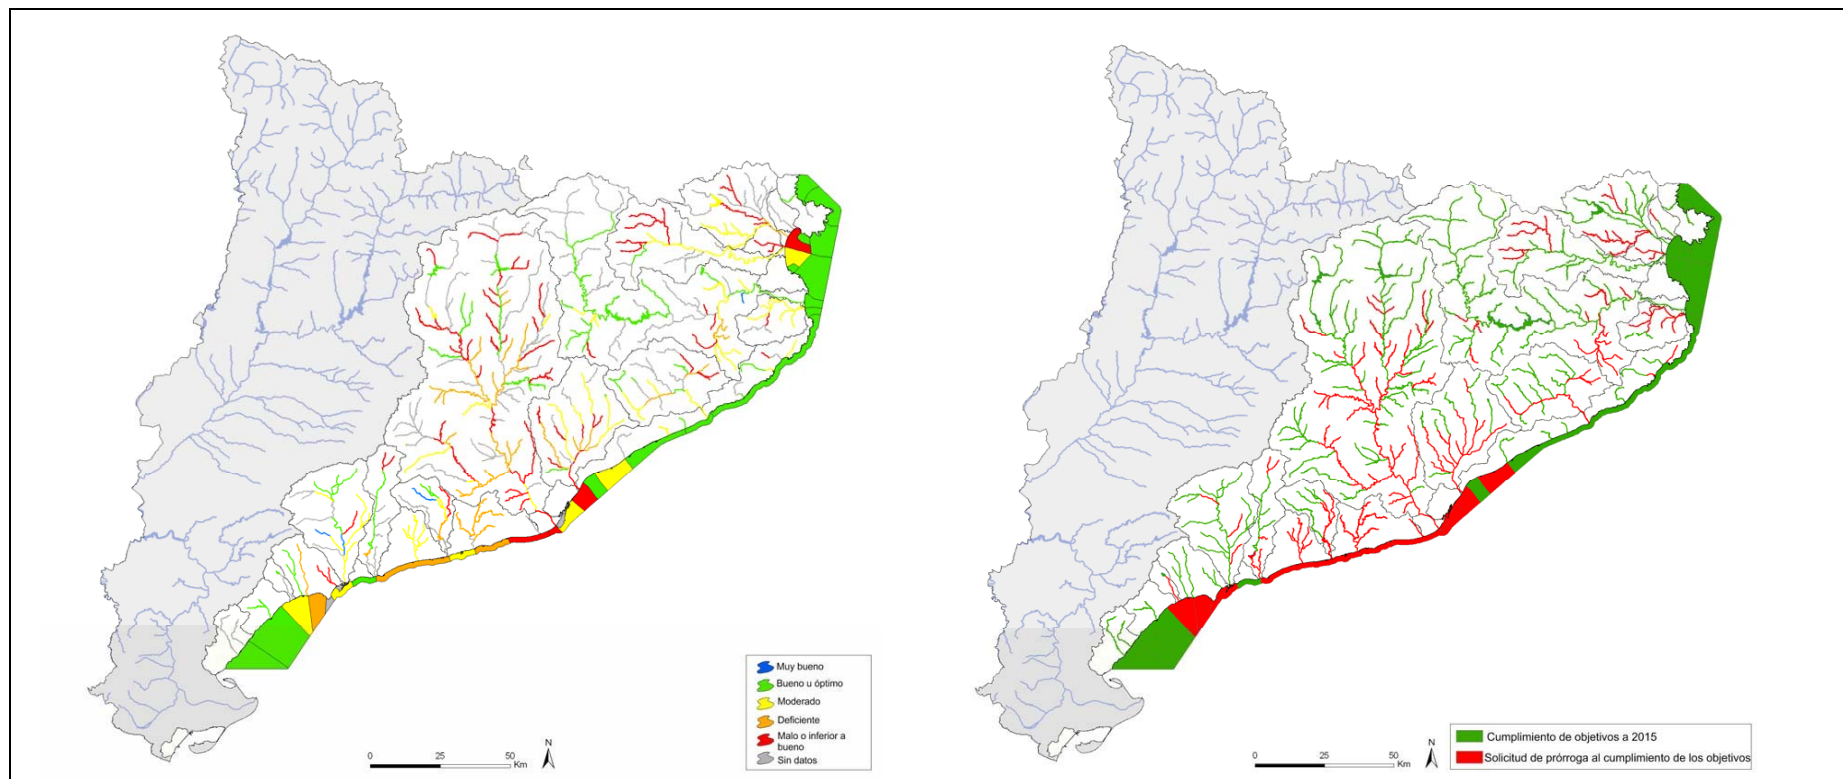 Muy bueno
Bueno u óptimo
Moderado
Deficiente
Malo o inferior a
bueno
Sin datos
0 25 50
Km
N
Cumplimiento de objetivos a 2015
Solicitud de prórroga al cumplimiento de los objetivos
0 25 50
Km
N